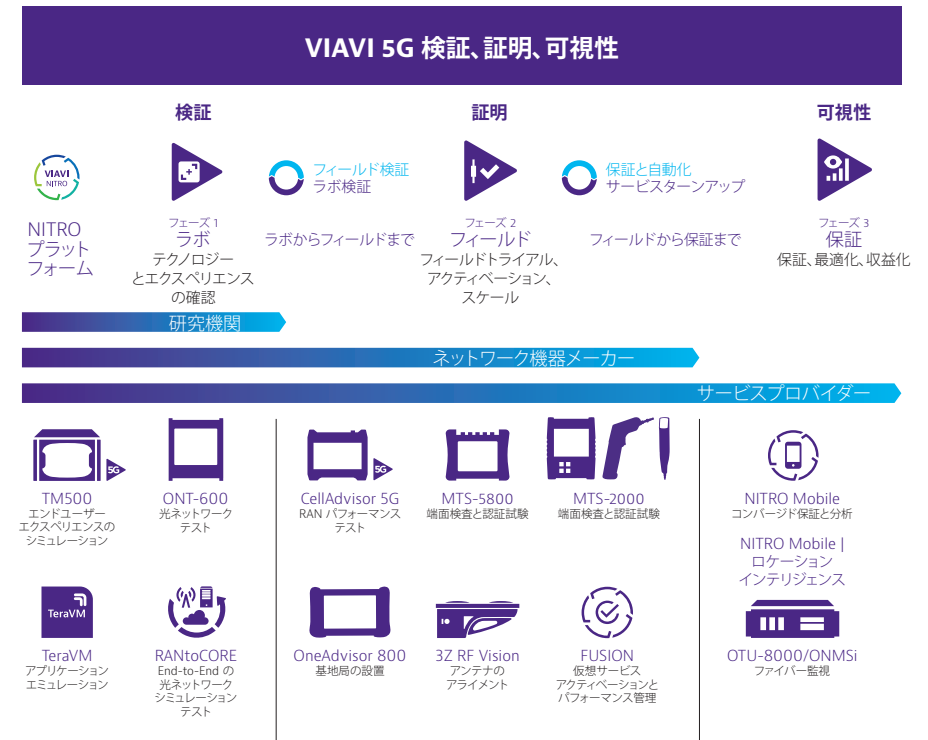 VIAVI 5G 検証、証明、可視性
検証
証明
可視性
VIAVI
NITRO
フィールド検証
ラボ検証
保証と自動化
サービスターンアップ
NITRO
プラット
フォーム
フェーズ 1
ラボ
テクノロジー
とエクスペリエンス
の確認
ラボからフィールドまで
フェーズ 2
フィールド
フィールドトライアル、
アクティベーション、
スケール
フィールドから保証まで
フェーズ 3
保証
保証、最適化、収益化
研究機関
ネットワーク機器メーカー
サービスプロバイダー
5G
TM500
エンドユーザー
エクスペリエンスの
シミュレーション
ONT-600
光ネットワーク
テスト
5G
CellAdvisor 5G
RAN パフォーマンス
テスト
MTS-5800
端面検査と認証試験
MTS-2000
端面検査と認証試験
NITRO Mobile
コンバージド保証と分析
NITRO Mobile |
ロケーション
インテリジェンス
TeraVM
TeraVM
アプリケーション
エミュレーション
RANtoCORE
End-to-End の
光ネットワーク
シミュレーション
テスト
OneAdvisor 800
基地局の設置
3Z RF Vision
アンテナの
アライメント
FUSION
仮想サービス
アクティベーションと
パフォーマンス管理
OTU-8000/ONMSi
ファイバー監視